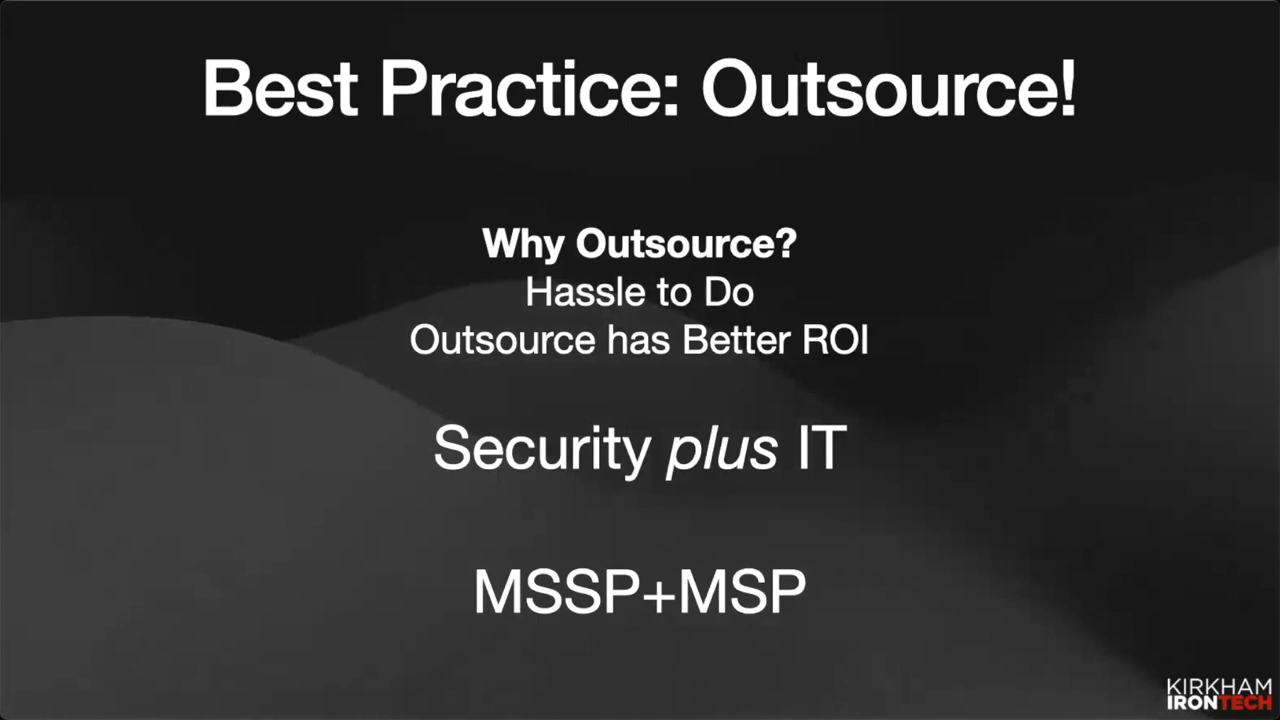 Best Practice: Outsource!
Why Outsource?
Hassle to Do
Outsource has Better ROI
Security plus IT
MSSP+MSP
KIRKHAM
IRONTECH